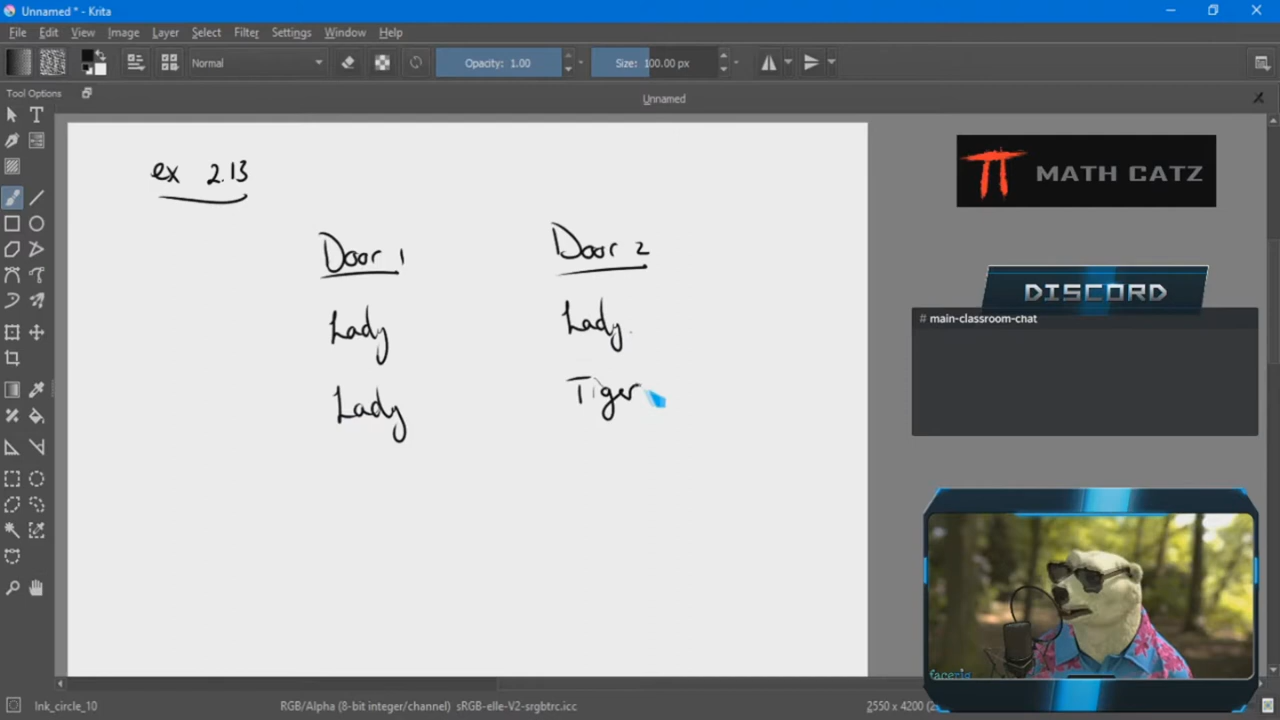 Unnamed * - Krita
File Edit View Image Layer Select Filter Settings Window Help
Normal Opacity: 1.00 Size: 100.00 px
Tool Options
Unnamed
ex 2.13
Door 1 Door 2
Lady Lady.
Lady Tiger
MATH CATZ
DISCORD
# main-classroom-chat
facerig
Ink_circle_10 RGB/Alpha (8-bit integer/channel) sRGB-elle-V2-srgbtrc.icc 2550 x 4200